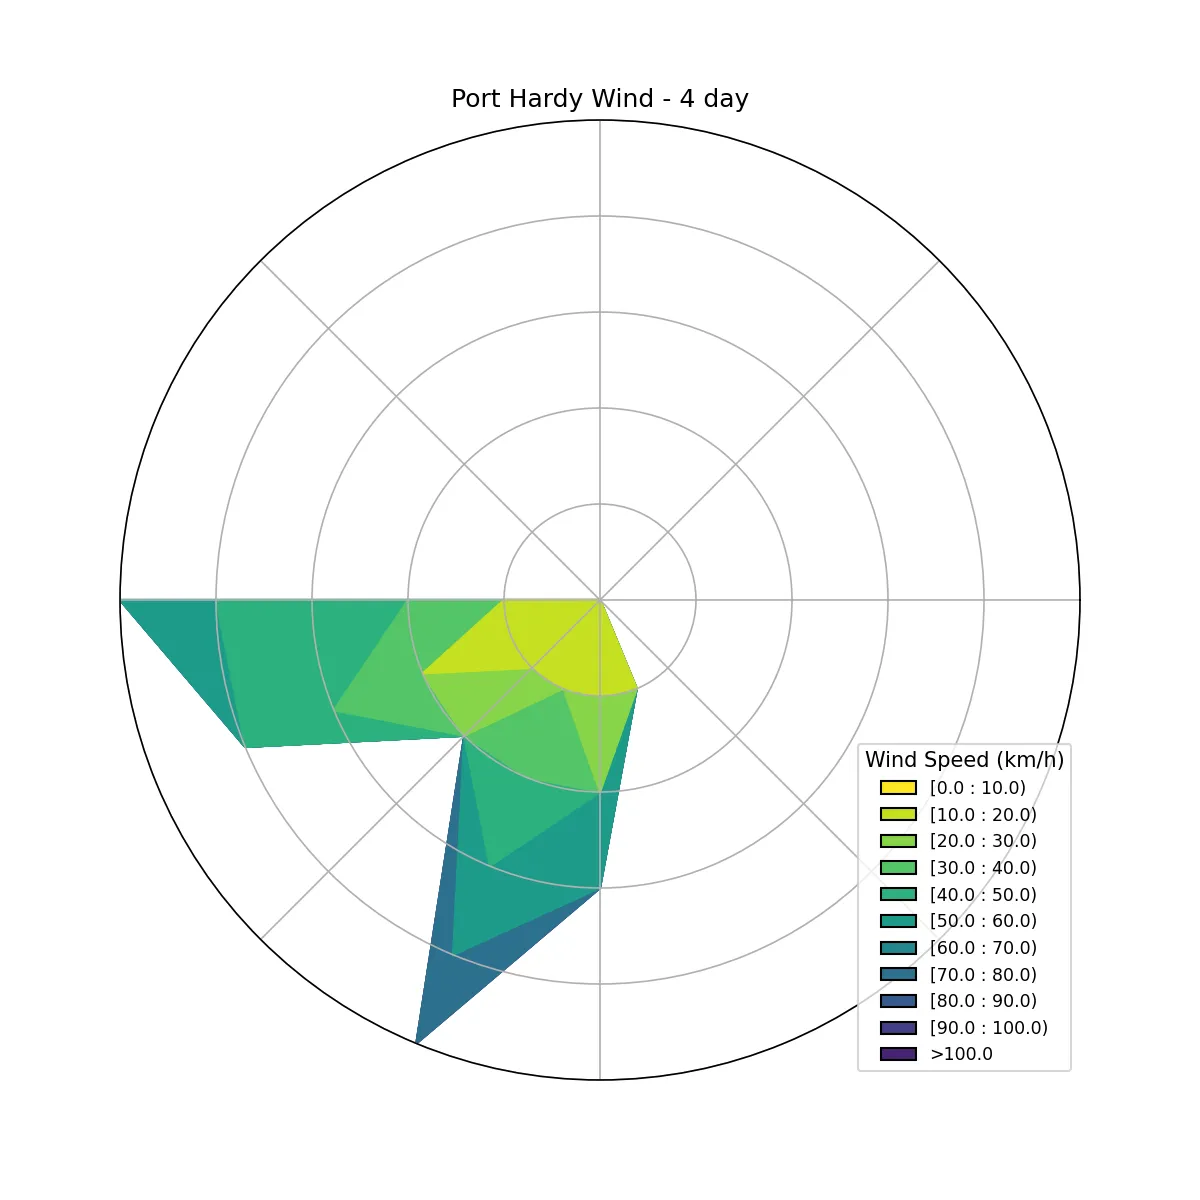 Port Hardy Wind - 4 day
Wind Speed (km/h)
[0.0 : 10.0)
[10.0 : 20.0)
[20.0 : 30.0)
[30.0 : 40.0)
[40.0 : 50.0)
[50.0 : 60.0)
[60.0 : 70.0)
[70.0 : 80.0)
[80.0 : 90.0)
[90.0 : 100.0)
>100.0